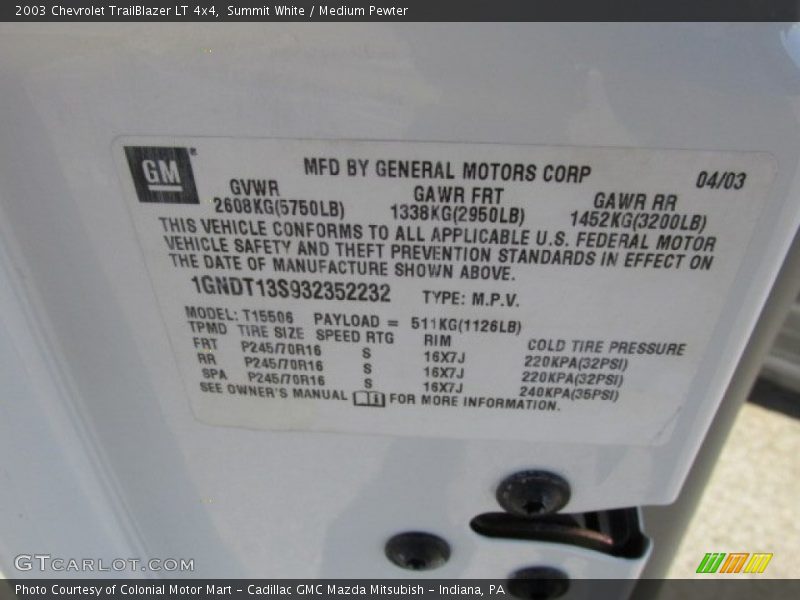 2003 Chevrolet TrailBlazer LT 4x4, Summit White / Medium Pewter
GM
MFD BY GENERAL MOTORS CORP 04/03
GVWR GAWR FRT GAWR RR
2608KG(5750LB) 1338KG(2950LB) 1452KG(3200LB)
THIS VEHICLE CONFORMS TO ALL APPLICABLE U.S. FEDERAL MOTOR
VEHICLE SAFETY AND THEFT PREVENTION STANDARDS IN EFFECT ON
THE DATE OF MANUFACTURE SHOWN ABOVE.
1GNDT13S932352232 TYPE: M.P.V.
MODEL: T15506 PAYLOAD = 511KG(1126LB)
TPMD TIRE SIZE SPEED RTG RIM COLD TIRE PRESSURE
FRT P245/70R16 S 16X7J 220KPA(32PSI)
RR P245/70R16 S 16X7J 220KPA(32PSI)
SPA P245/70R16 S 16X7J 240KPA(35PSI)
SEE OWNER'S MANUAL FOR MORE INFORMATION.
GTCARLOT.COM
Photo Courtesy of Colonial Motor Mart - Cadillac GMC Mazda Mitsubish - Indiana, PA